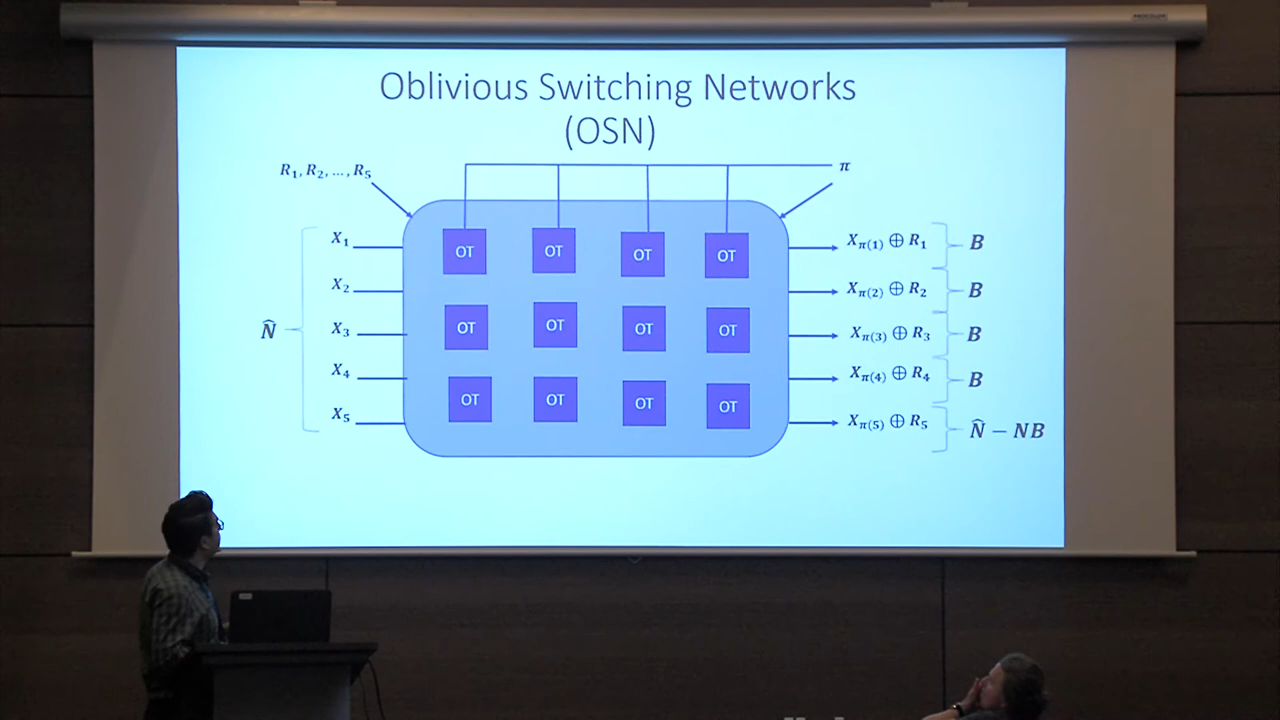 Oblivious Switching Networks
(OSN)
R₁, R₂, …, R₅
π
X₁
X₂
X₃
X₄
X₅
N̂
OT OT OT OT
OT OT OT OT
OT OT OT OT
X_π(1) ⊕ R₁ B
X_π(2) ⊕ R₂ B
X_π(3) ⊕ R₃ B
X_π(4) ⊕ R₄ B
X_π(5) ⊕ R₅ N̂ − NB